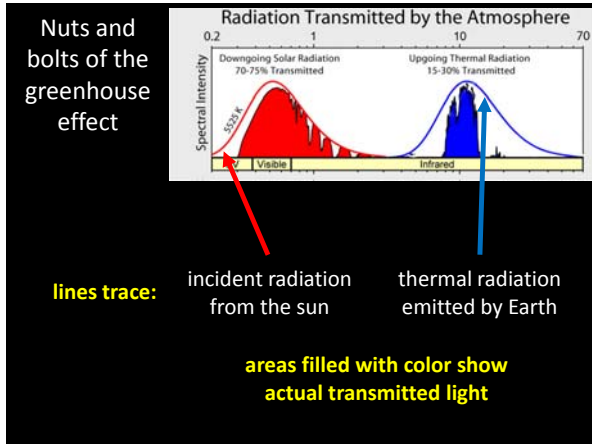 Nuts and
bolts of the
greenhouse
effect
Radiation Transmitted by the Atmosphere
0.2 1 10 70
Downgoing Solar Radiation
70-75% Transmitted
Upgoing Thermal Radiation
15-30% Transmitted
Spectral Intensity
5525 K
V Visible Infrared
lines trace:
incident radiation
from the sun
thermal radiation
emitted by Earth
areas filled with color show
actual transmitted light